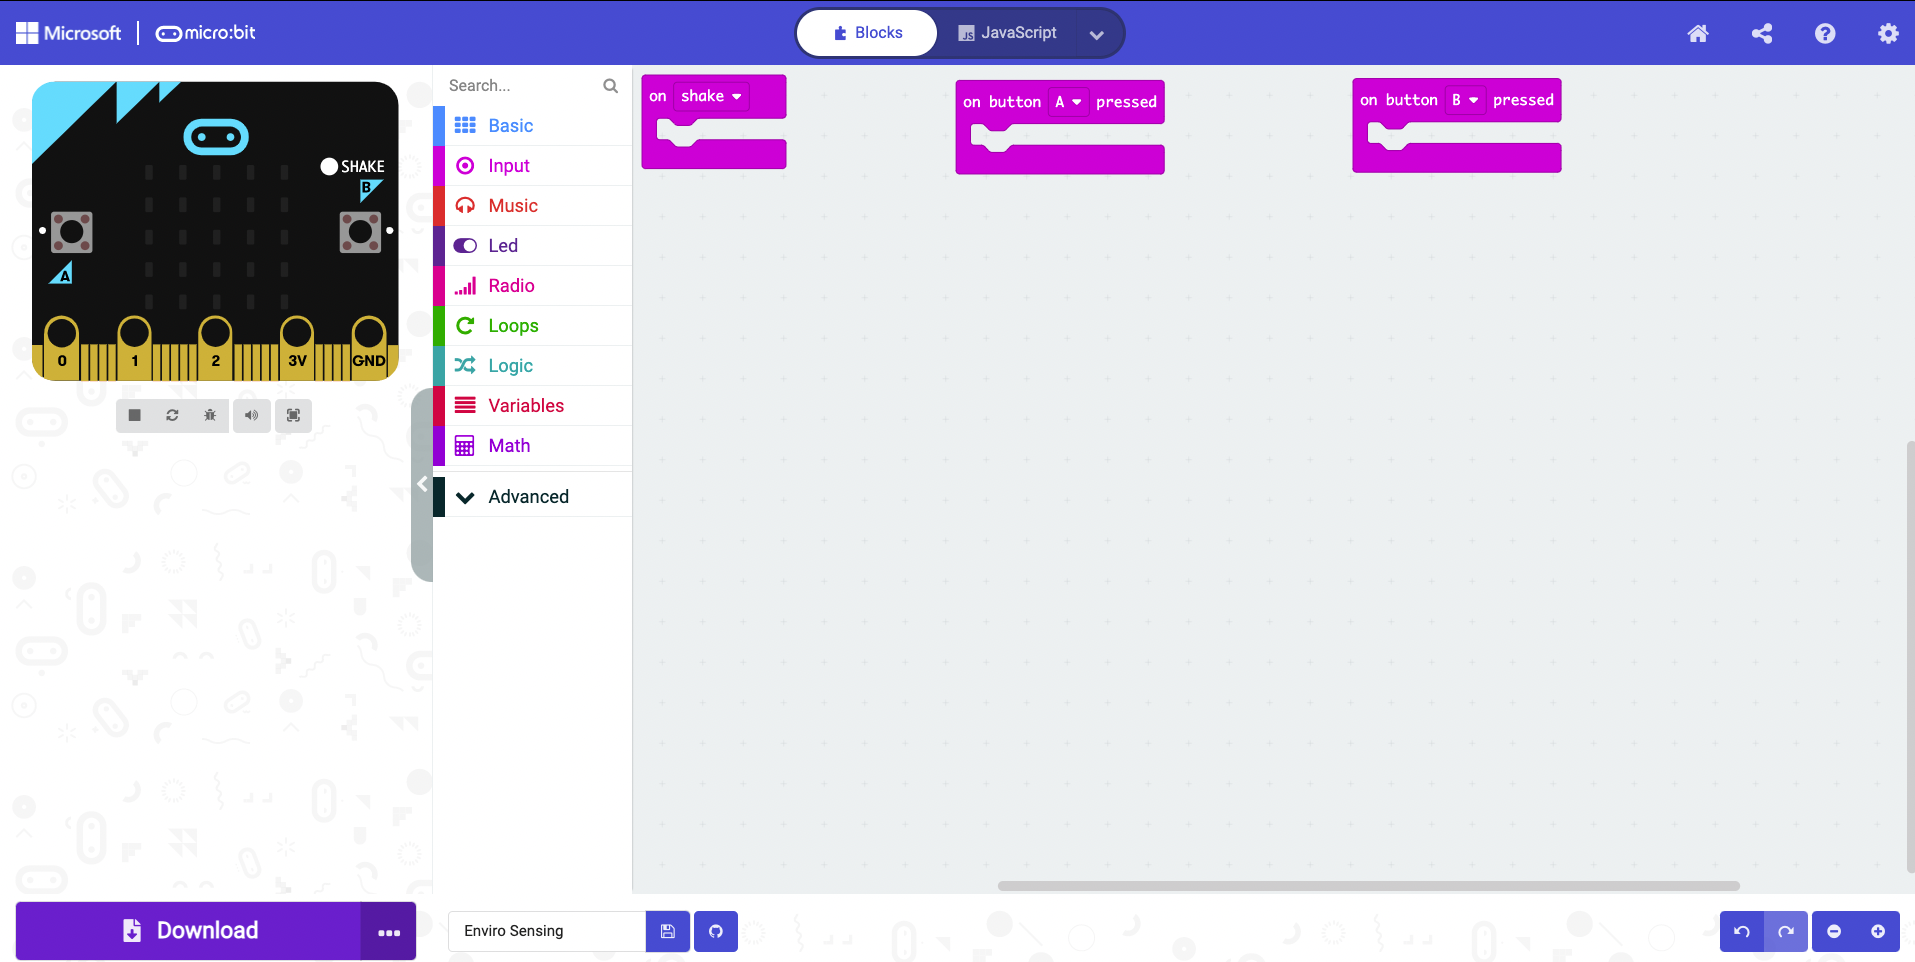 Microsoft micro:bit
Blocks
JS JavaScript
SHAKE
B
A
0 1 2 3V GND
Search...
Basic
Input
Music
Led
Radio
Loops
Logic
Variables
Math
Advanced
on shake
on button A pressed
on button B pressed
Download
Enviro Sensing